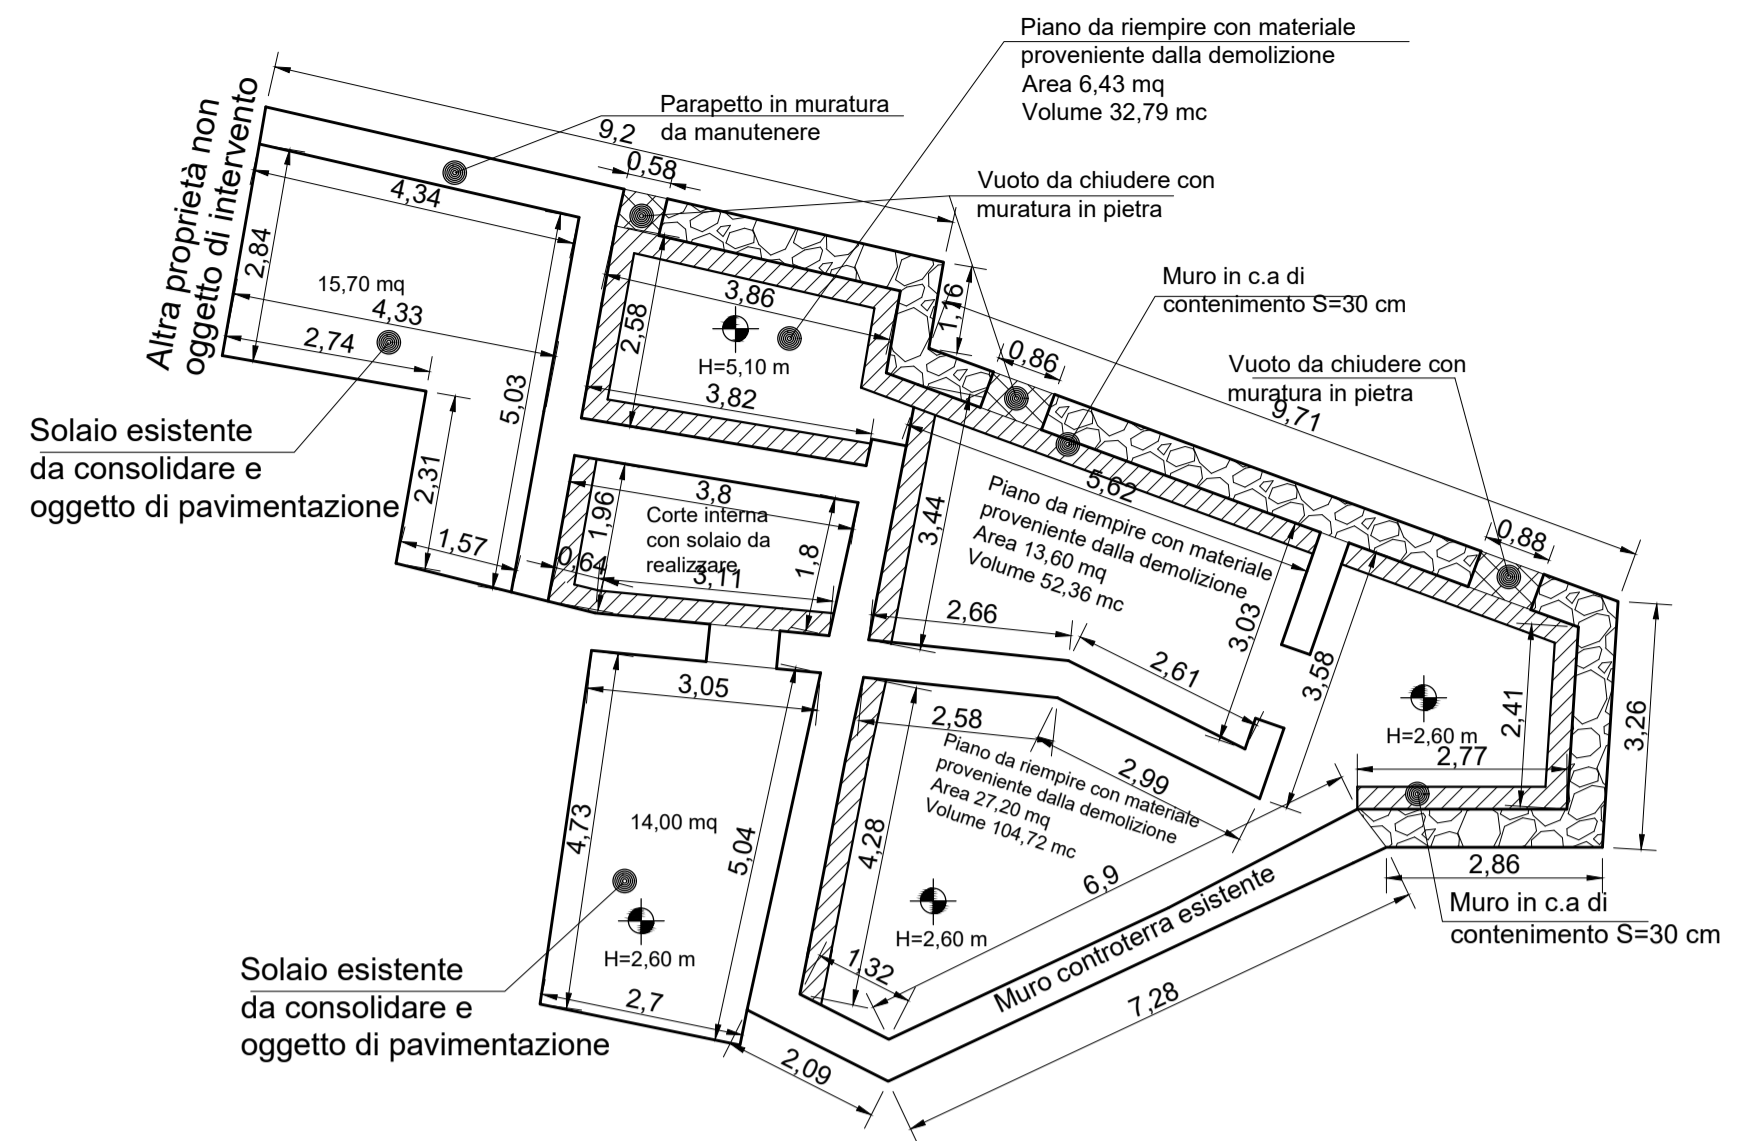 Piano da riempire con materiale
proveniente dalla demolizione
Area 6,43 mq
Volume 32,79 mc
Parapetto in muratura
da manutenere
9,2
0,58
Vuoto da chiudere con
muratura in pietra
Altra proprietà non
oggetto di intervento
4,34
2,84
15,70 mq
4,33
2,74
5,03
2,31
1,57
Solaio esistente
da consolidare e
oggetto di pavimentazione
3,86
2,58
H=5,10 m
3,82
1,16
Muro in c.a di
contenimento S=30 cm
0,86
Vuoto da chiudere con
muratura in pietra
9,71
0,88
3,8
1,96
Corte interna
con solaio da
realizzare
1,8
0,64
3,11
5,62
3,44
Piano da riempire con materiale
proveniente dalla demolizione
Area 13,60 mq
Volume 52,36 mc
2,66
2,61
3,03
3,58
2,41
H=2,60 m
2,77
3,26
2,86
Muro in c.a di
contenimento S=30 cm
3,05
4,73
14,00 mq
5,04
H=2,60 m
2,7
Solaio esistente
da consolidare e
oggetto di pavimentazione
2,58
2,99
Piano da riempire con materiale
proveniente dalla demolizione
Area 27,20 mq
Volume 104,72 mc
4,28
H=2,60 m
1,32
6,9
Muro controterra esistente
7,28
2,09